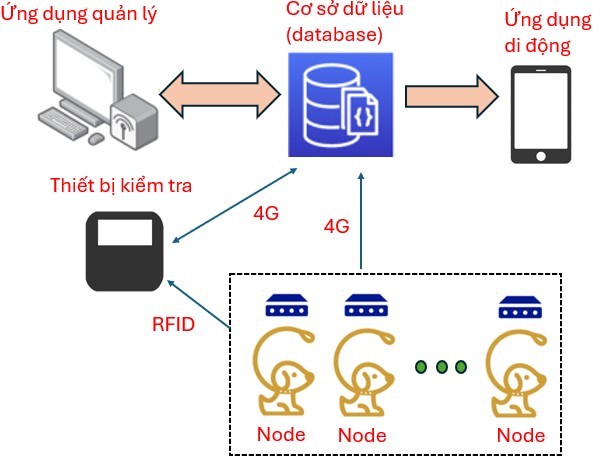 Ứng dụng quản lý
Cơ sở dữ liệu
(database)
Ứng dụng
di động
Thiết bị kiểm tra
4G
4G
RFID
Node
Node
Node